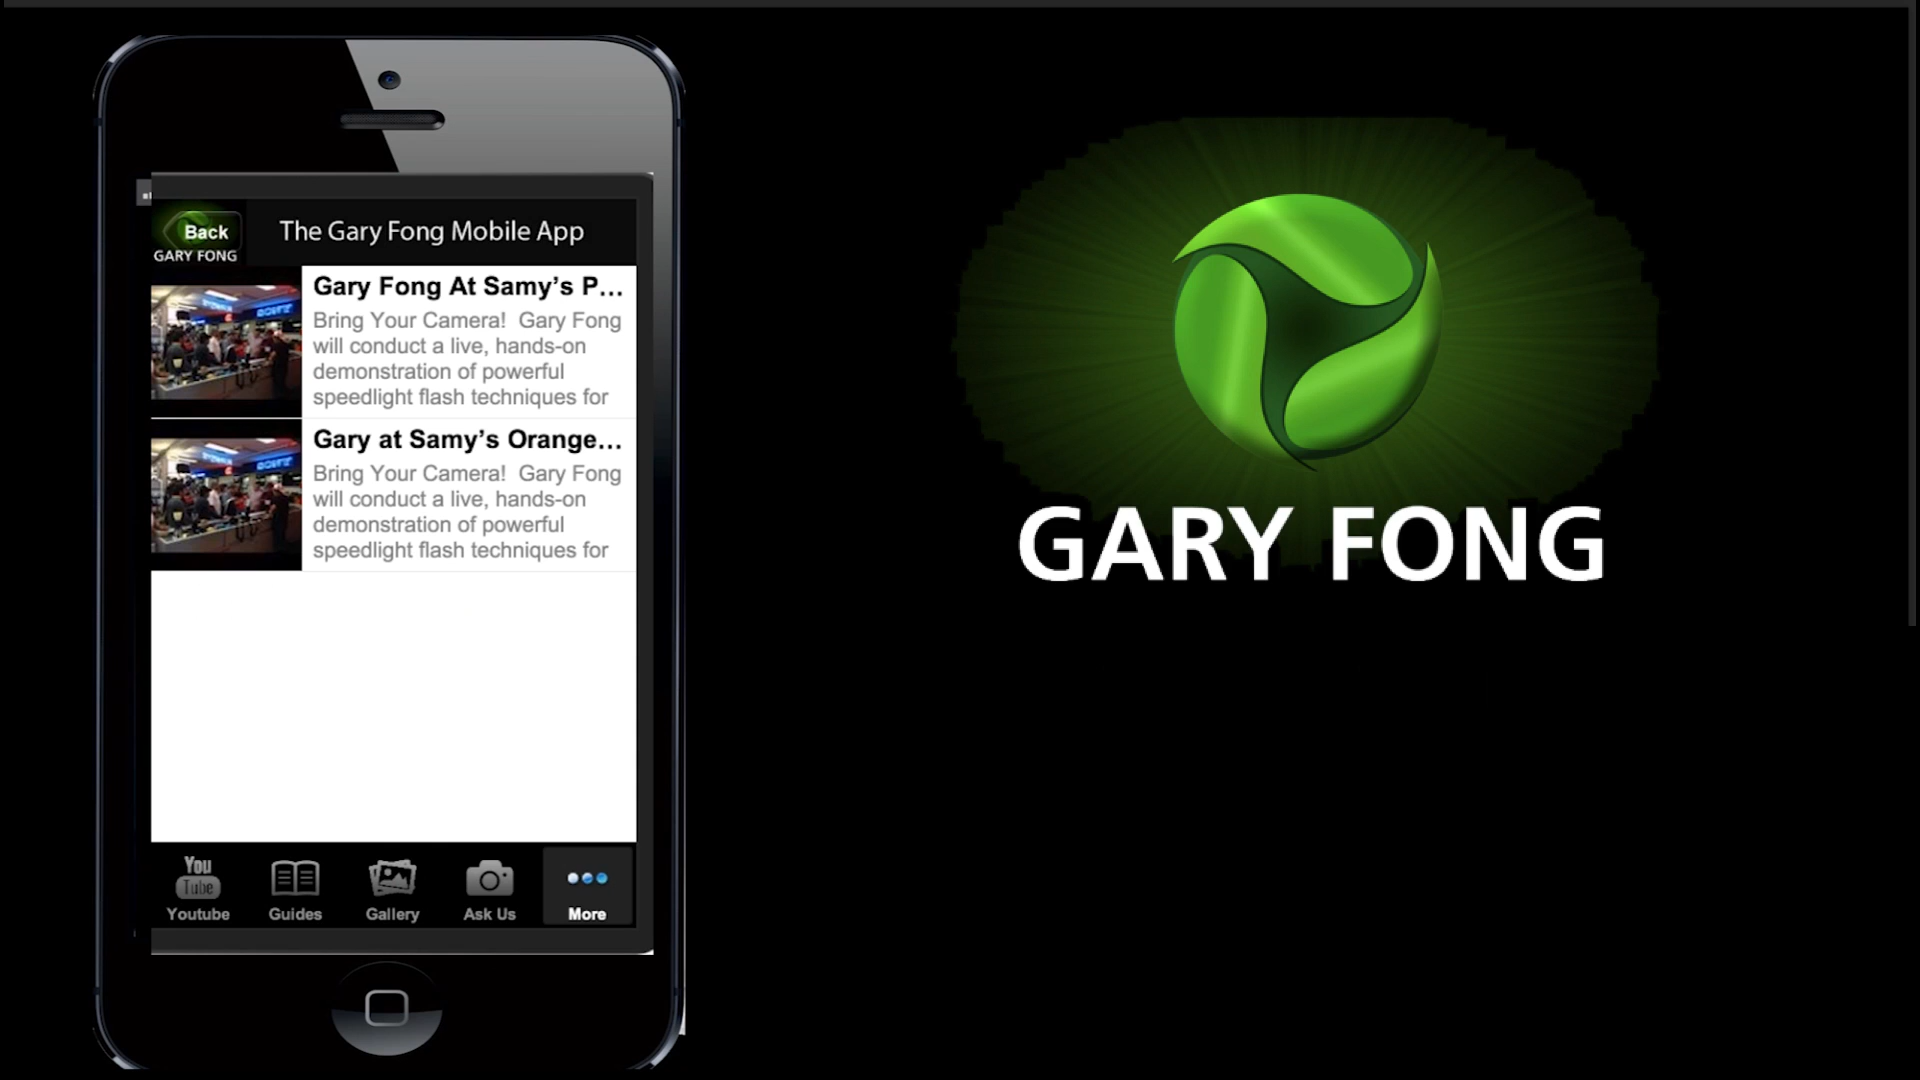 Back
GARY FONG
The Gary Fong Mobile App
Gary Fong At Samy’s P...
Bring Your Camera!  Gary Fong
will conduct a live, hands-on
demonstration of powerful
speedlight flash techniques for
Gary at Samy’s Orange...
Bring Your Camera!  Gary Fong
will conduct a live, hands-on
demonstration of powerful
speedlight flash techniques for
You
Tube
Youtube
Guides
Gallery
Ask Us
More
GARY FONG